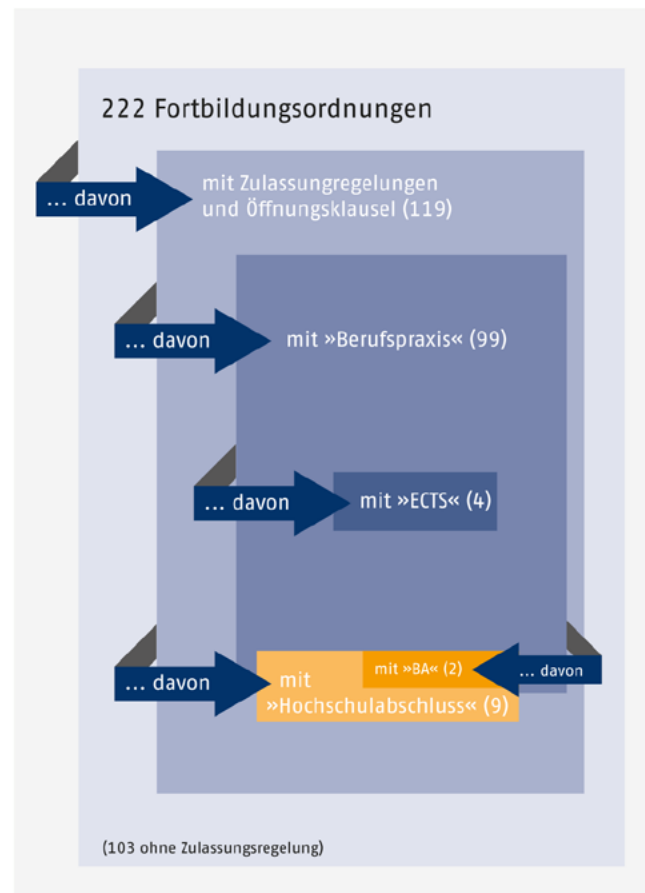 222 Fortbildungsordnungen
... davon
mit Zulassungregelungen
und Öffnungsklausel (119)
... davon
mit »Berufspraxis« (99)
... davon
mit »ECTS« (4)
... davon
mit
»Hochschulabschluss« (9)
mit »BA« (2)
... davon
(103 ohne Zulassungsregelung)